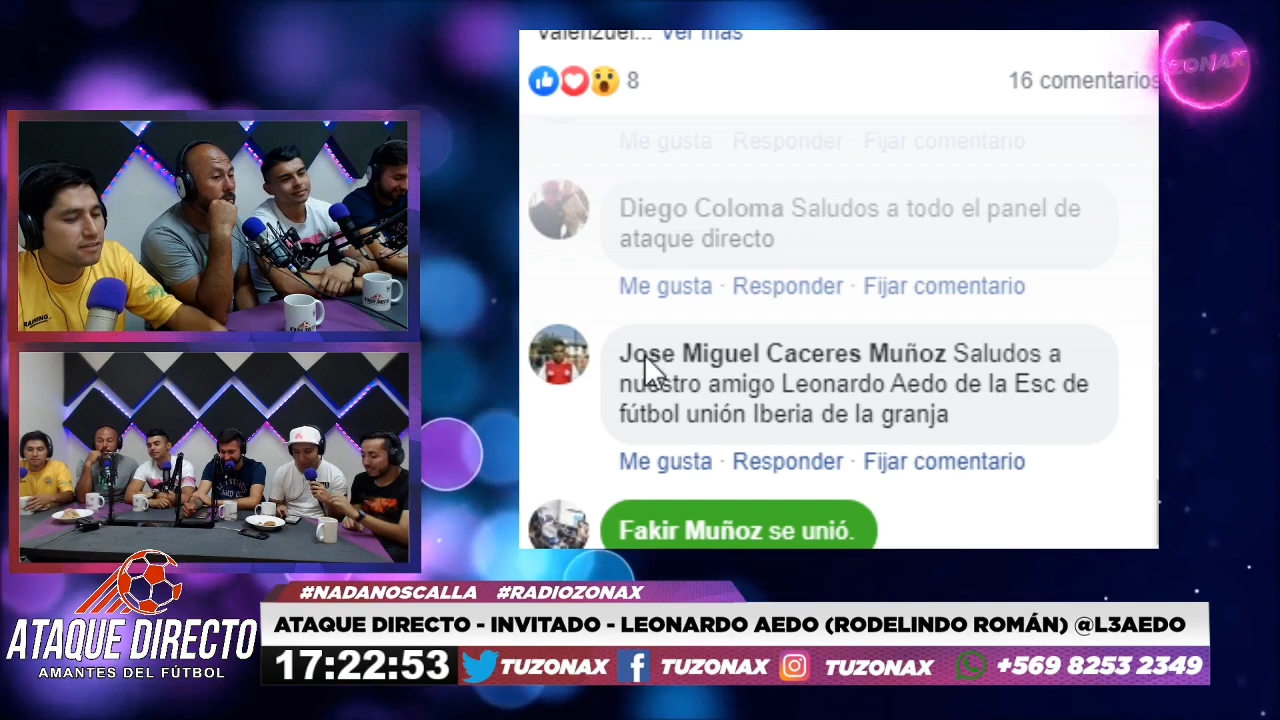 Valenzuel... Ver más
8
16 comentarios
ZONAX
Me gusta · Responder · Fijar comentario
Diego Coloma Saludos a todo el panel de
ataque directo
Me gusta · Responder · Fijar comentario
Jose Miguel Caceres Muñoz Saludos a
nuestro amigo Leonardo Aedo de la Esc de
fútbol unión Iberia de la granja
Me gusta · Responder · Fijar comentario
Fakir Muñoz se unió.
ATAQUE DIRECTO
AMANTES DEL FÚTBOL
#NADANOSCALLA #RADIOZONAX
ATAQUE DIRECTO - INVITADO - LEONARDO AEDO (RODELINDO ROMÁN) @L3AEDO
17:22:53 TUZONAX TUZONAX TUZONAX +569 8253 2349